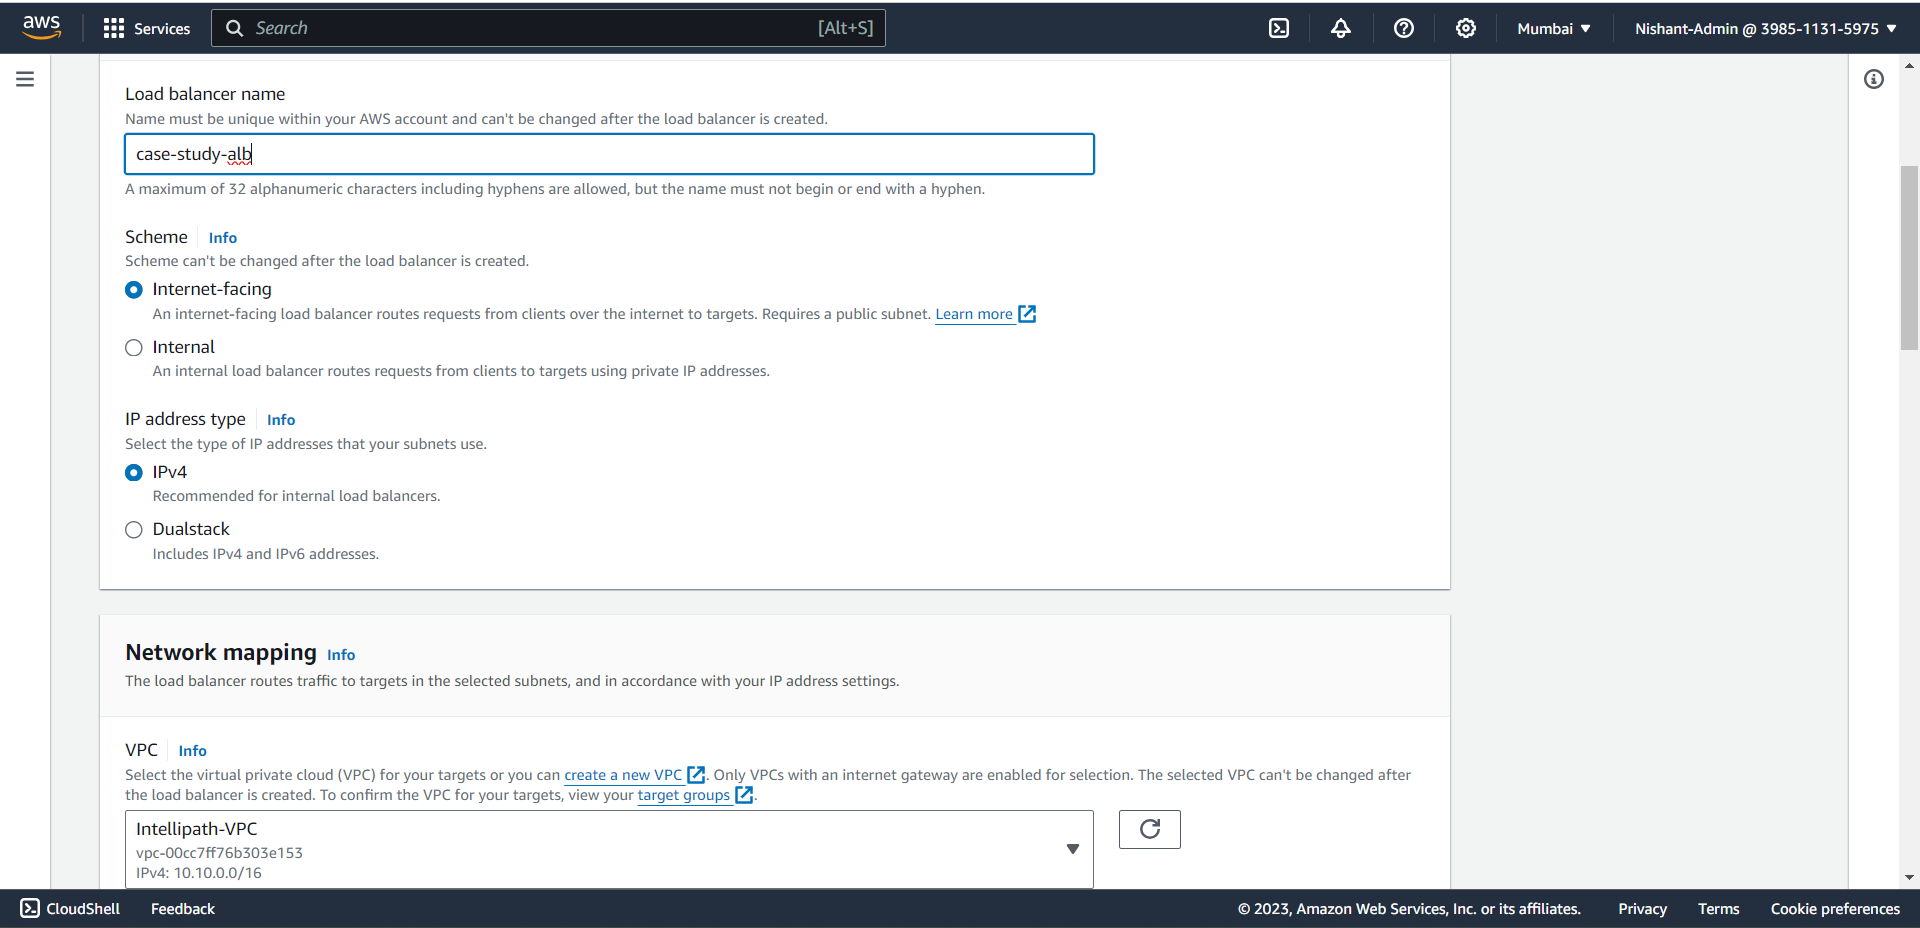 aws
Services
Search
[Alt+S]
Mumbai
Nishant-Admin @ 3985-1131-5975
Load balancer name
Name must be unique within your AWS account and can't be changed after the load balancer is created.
case-study-alb
A maximum of 32 alphanumeric characters including hyphens are allowed, but the name must not begin or end with a hyphen.
Scheme Info
Scheme can't be changed after the load balancer is created.
Internet-facing
An internet-facing load balancer routes requests from clients over the internet to targets. Requires a public subnet. Learn more
Internal
An internal load balancer routes requests from clients to targets using private IP addresses.
IP address type Info
Select the type of IP addresses that your subnets use.
IPv4
Recommended for internal load balancers.
Dualstack
Includes IPv4 and IPv6 addresses.
Network mapping Info
The load balancer routes traffic to targets in the selected subnets, and in accordance with your IP address settings.
VPC Info
Select the virtual private cloud (VPC) for your targets or you can create a new VPC. Only VPCs with an internet gateway are enabled for selection. The selected VPC can't be changed after
the load balancer is created. To confirm the VPC for your targets, view your target groups.
Intellipath-VPC
vpc-00cc7ff76b303e153
IPv4: 10.10.0.0/16
CloudShell
Feedback
© 2023, Amazon Web Services, Inc. or its affiliates.
Privacy
Terms
Cookie preferences